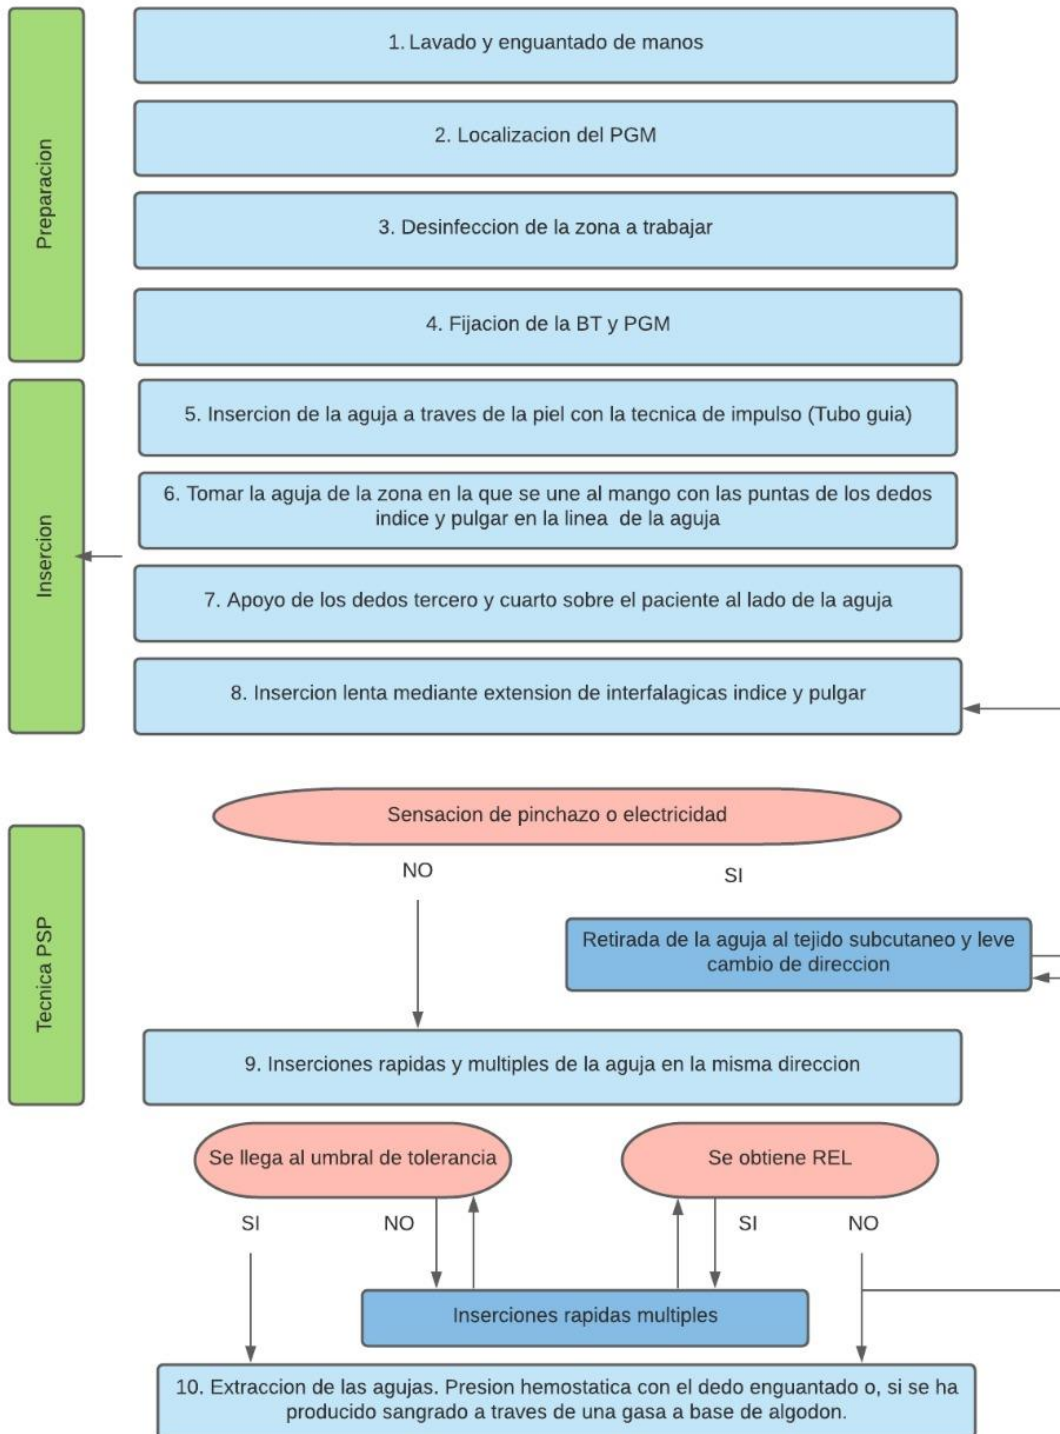 Preparacion
1. Lavado y enguantado de manos
2. Localizacion del PGM
3. Desinfeccion de la zona a trabajar
4. Fijacion de la BT y PGM
Insercion
5. Insercion de la aguja a traves de la piel con la tecnica de impulso (Tubo guia)
6. Tomar la aguja de la zona en la que se une al mango con las puntas de los dedos
indice y pulgar en la linea de la aguja
7. Apoyo de los dedos tercero y cuarto sobre el paciente al lado de la aguja
8. Insercion lenta mediante extension de interfalagicas indice y pulgar
Tecnica PSP
Sensacion de pinchazo o electricidad
NO
SI
Retirada de la aguja al tejido subcutaneo y leve
cambio de direccion
9. Inserciones rapidas y multiples de la aguja en la misma direccion
Se llega al umbral de tolerancia
Se obtiene REL
SI
NO
SI
NO
Inserciones rapidas multiples
10. Extraccion de las agujas. Presion hemostatica con el dedo enguantado o, si se ha
producido sangrado a traves de una gasa a base de algodon.